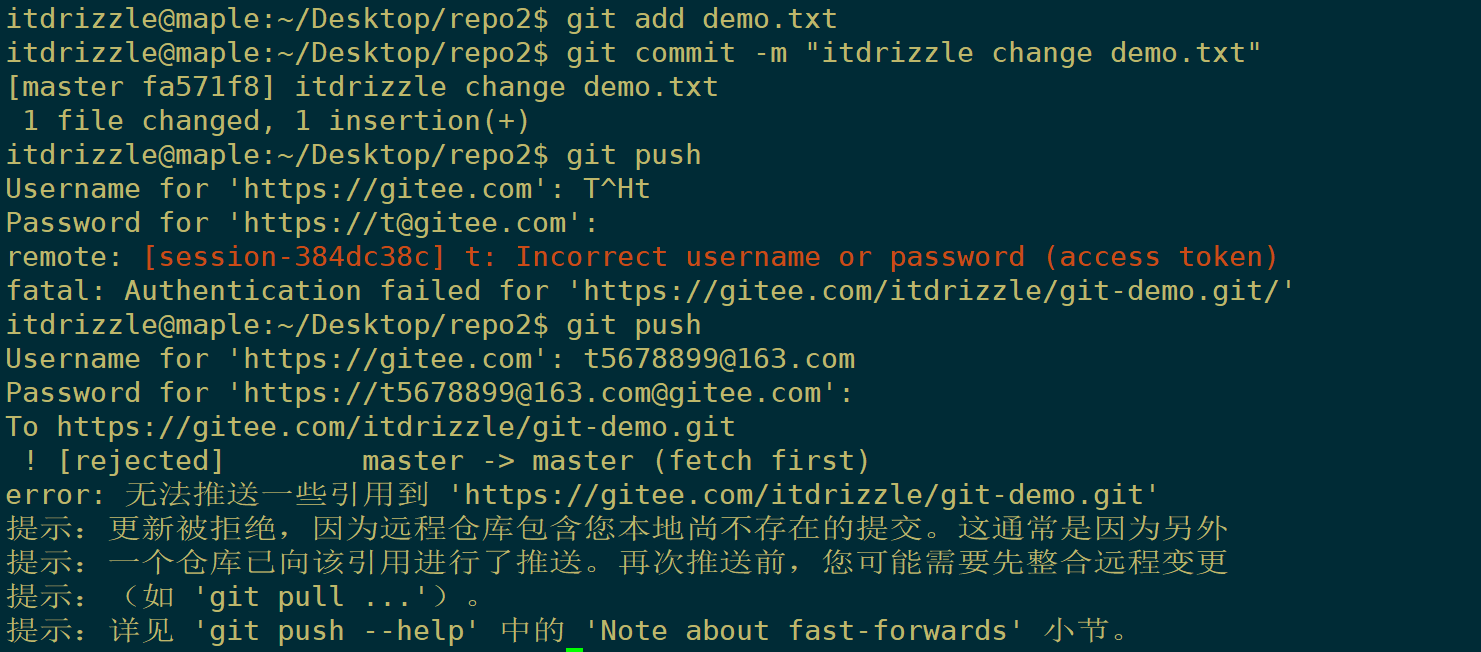 itdrizzle@maple:~/Desktop/repo2$ git add demo.txt
itdrizzle@maple:~/Desktop/repo2$ git commit -m "itdrizzle change demo.txt"
[master fa571f8] itdrizzle change demo.txt
 1 file changed, 1 insertion(+)
itdrizzle@maple:~/Desktop/repo2$ git push
Username for 'https://gitee.com': T^Ht
Password for 'https://t@gitee.com':
remote: [session-384dc38c] t: Incorrect username or password (access token)
fatal: Authentication failed for 'https://gitee.com/itdrizzle/git-demo.git/'
itdrizzle@maple:~/Desktop/repo2$ git push
Username for 'https://gitee.com': t5678899@163.com
Password for 'https://t5678899@163.com@gitee.com':
To https://gitee.com/itdrizzle/git-demo.git
 ! [rejected]        master -> master (fetch first)
error: 无法推送一些引用到 'https://gitee.com/itdrizzle/git-demo.git'
提示：更新被拒绝，因为远程仓库包含您本地尚不存在的提交。这通常是因为另外
提示：一个仓库已向该引用进行了推送。再次推送前，您可能需要先整合远程变更
提示：（如 'git pull ...'）。
提示：详见 'git push --help' 中的 'Note about fast-forwards' 小节。